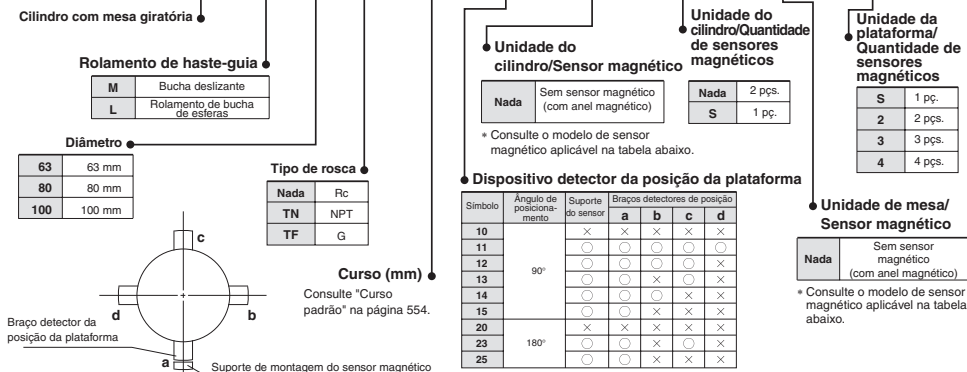 Cilindro com mesa giratória
Rolamento de haste-guia
M Bucha deslizante
L Rolamento de bucha
de esferas
Diâmetro
63 63 mm
80 80 mm
100 100 mm
Tipo de rosca
Nada Rc
TN NPT
TF G
Curso (mm)
Consulte "Curso
padrão" na página 554.
c
d
b
a
Braço detector da
posição da plataforma
Suporte de montagem do sensor magnético
Unidade do
cilindro/Sensor magnético
Nada Sem sensor magnético
(com anel magnético)
* Consulte o modelo de sensor
magnético aplicável na tabela abaixo.
Unidade do
cilindro/Quantidade
de sensores
magnéticos
Nada 2 pçs.
S 1 pç.
Unidade da
plataforma/
Quantidade de
sensores
magnéticos
S 1 pç.
2 2 pçs.
3 3 pçs.
4 4 pçs.
Dispositivo detector da posição da plataforma
Símbolo Ângulo de posiciona- mento Suporte do sensor Braços detectores de posição
a b c d
10 × × × × ×
11 ○ ○ ○ ○ ○
12 ○ ○ ○ ○ ×
13 90° ○ ○ × ○ ×
14 ○ ○ ○ × ×
15 ○ ○ × × ×
20 × × × × ×
23 180° ○ ○ × ○ ×
25 ○ ○ × × ×
Unidade de mesa/
Sensor magnético
Nada Sem sensor
magnético
(com anel magnético)
* Consulte o modelo de sensor
magnético aplicável na tabela
abaixo.